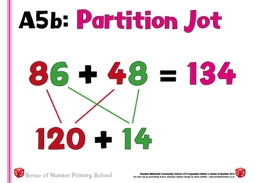 A5b: Partition Jot
86 + 48 = 134
120 + 14
Sense of Number Primary School